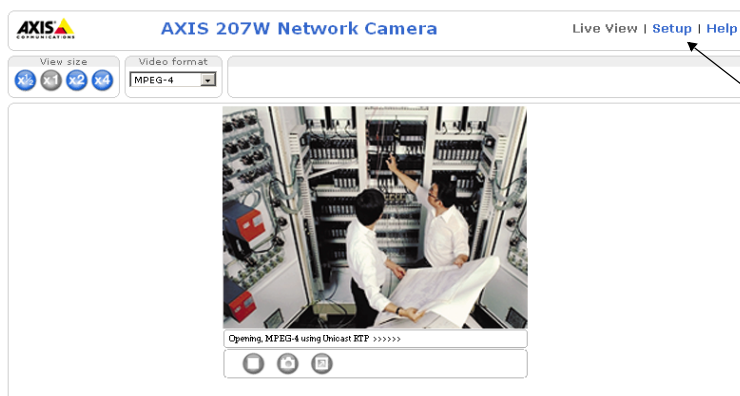 AXIS
COMMUNICATIONS
AXIS 207W Network Camera
Live View | Setup | Help
View size
x½ x1 x2 x4
Video format
MPEG-4
Opening, MPEG-4 using Unicast RTP >>>>>>